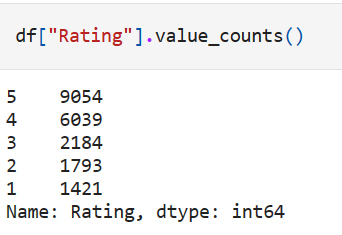 df["Rating"].value_counts()
5    9054
4    6039
3    2184
2    1793
1    1421
Name: Rating, dtype: int64